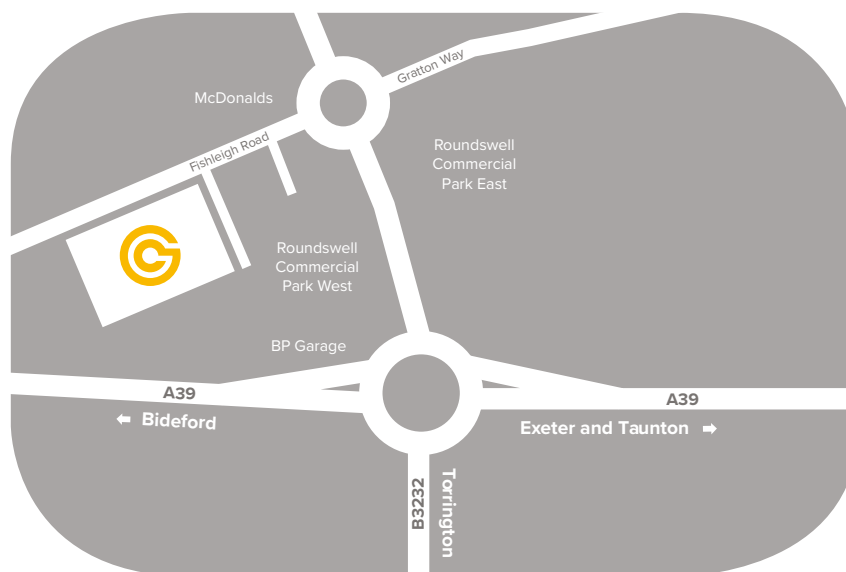 Gratton Way
McDonalds
Fishleigh Road
Roundswell
Commercial
Park East
Roundswell
Commercial
Park West
BP Garage
A39
A39
Bideford
Exeter and Taunton
B3232
Torrington